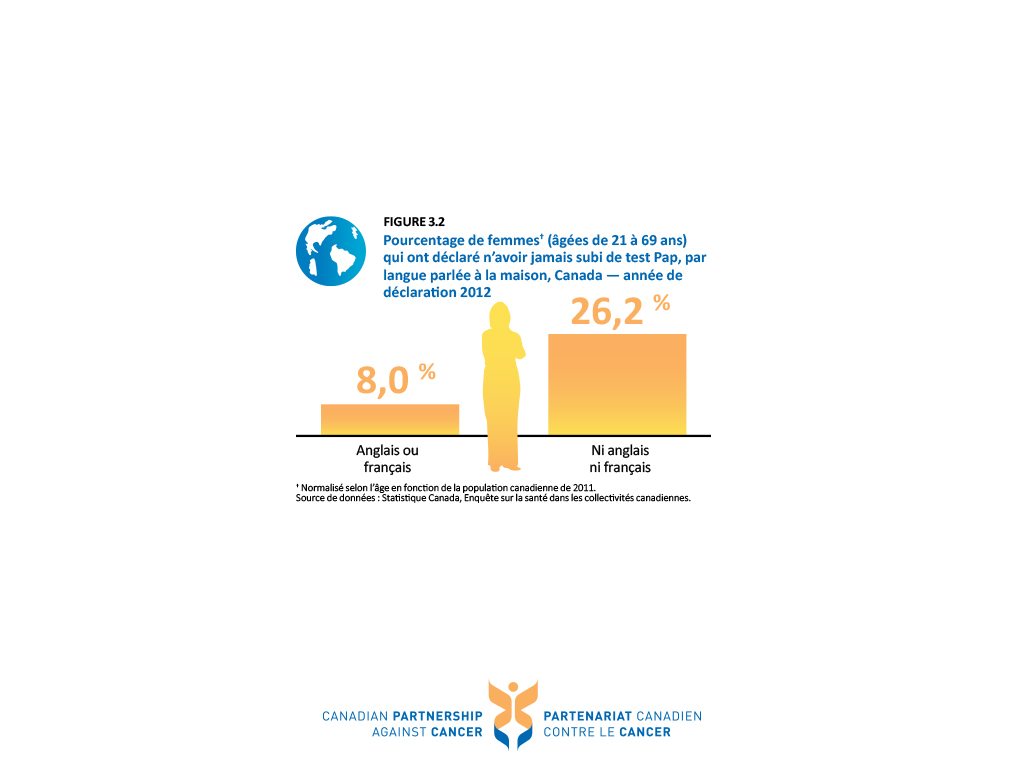 FIGURE 3.2
Pourcentage de femmes† (âgées de 21 à 69 ans)
qui ont déclaré n'avoir jamais subi de test Pap, par
langue parlée à la maison, Canada — année de
déclaration 2012
26,2 %
8,0 %
Anglais ou
français
Ni anglais
ni français
† Normalisé selon l'âge en fonction de la population canadienne de 2011.
Source de données : Statistique Canada, Enquête sur la santé dans les collectivités canadiennes.
CANADIAN PARTNERSHIP
AGAINST CANCER
PARTENARIAT CANADIEN
CONTRE LE CANCER